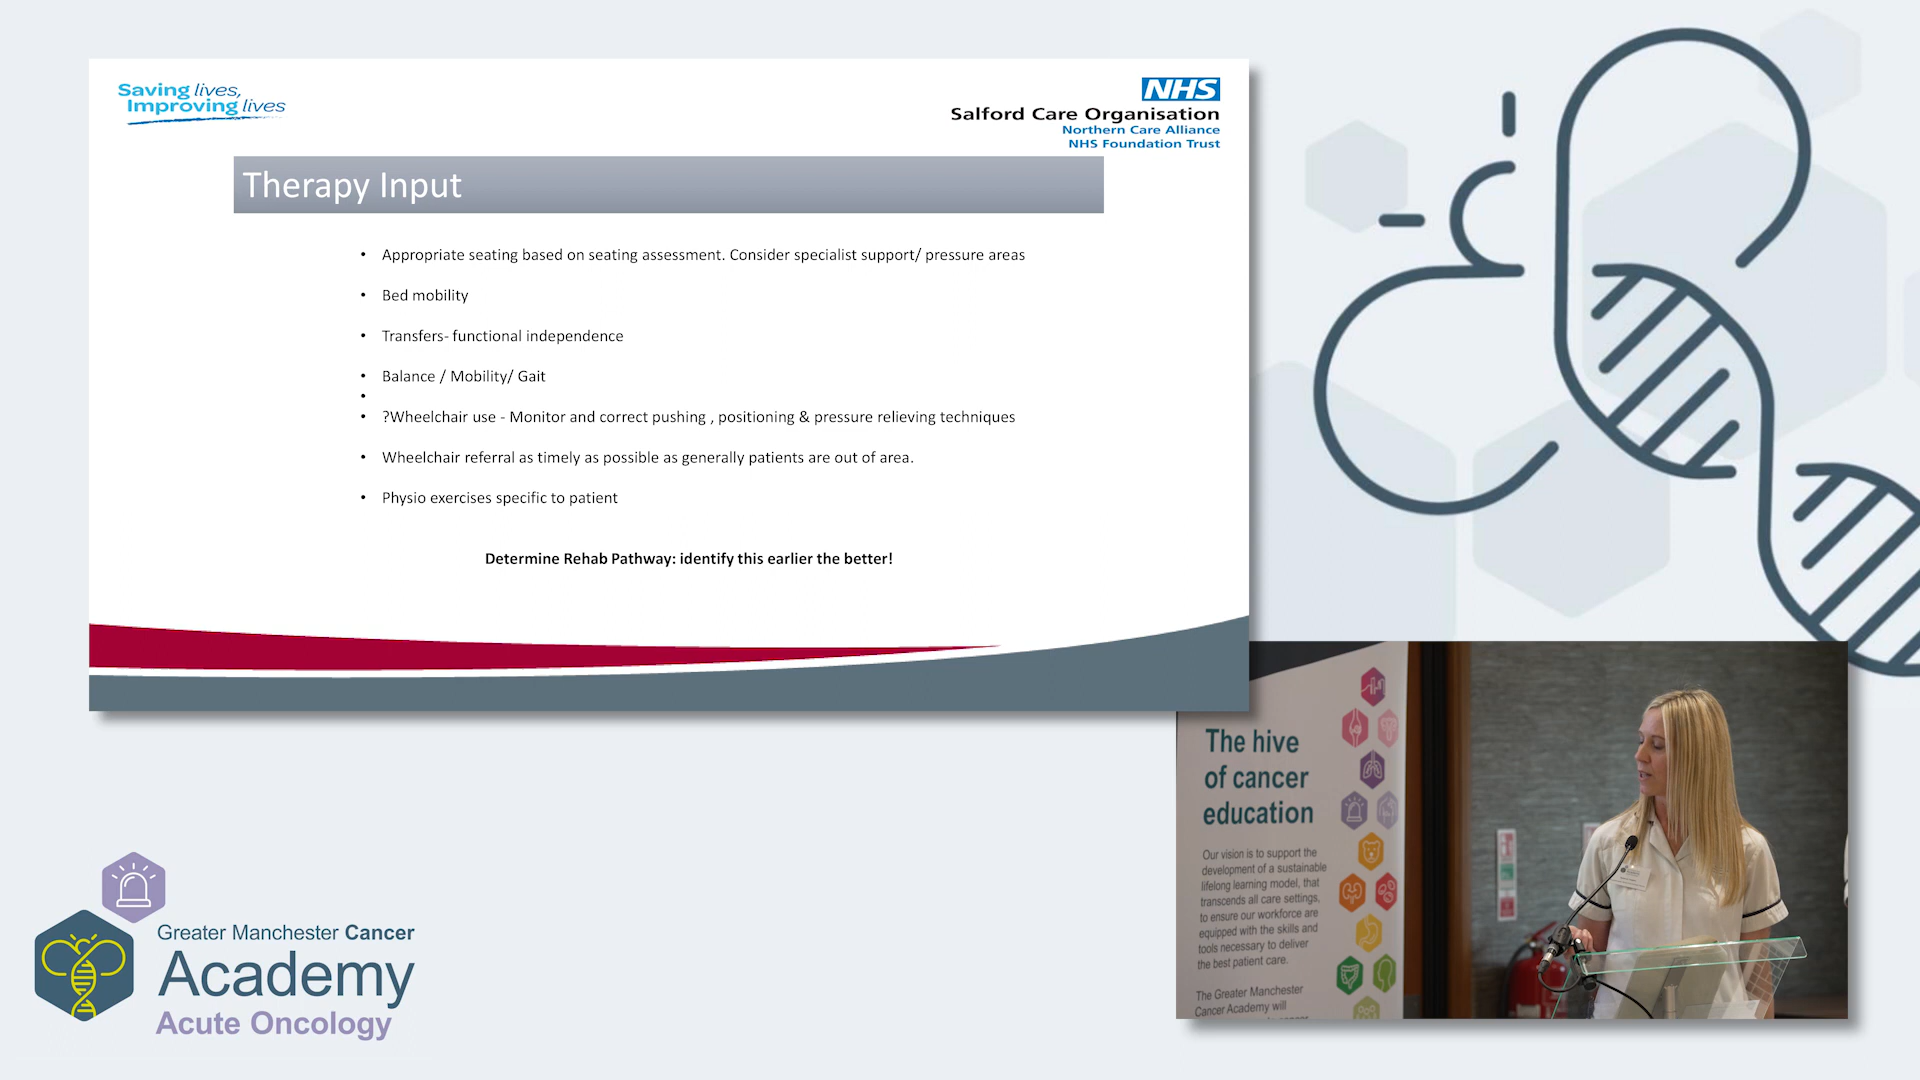 Saving lives,
Improving lives
NHS
Salford Care Organisation
Northern Care Alliance
NHS Foundation Trust
Therapy Input
• Appropriate seating based on seating assessment. Consider specialist support/ pressure areas
• Bed mobility
• Transfers- functional independence
• Balance / Mobility/ Gait
•
• ?Wheelchair use - Monitor and correct pushing , positioning & pressure relieving techniques
• Wheelchair referral as timely as possible as generally patients are out of area.
• Physio exercises specific to patient
Determine Rehab Pathway: identify this earlier the better!
The hive
of cancer
education
Our vision is to support the
development of a sustainable
lifelong learning model, that
transcends all care settings,
to ensure our workforce are
equipped with the skills and
tools necessary to deliver
the best patient care.
The Greater Manchester
Cancer Academy will
Greater Manchester Cancer
Academy
Acute Oncology